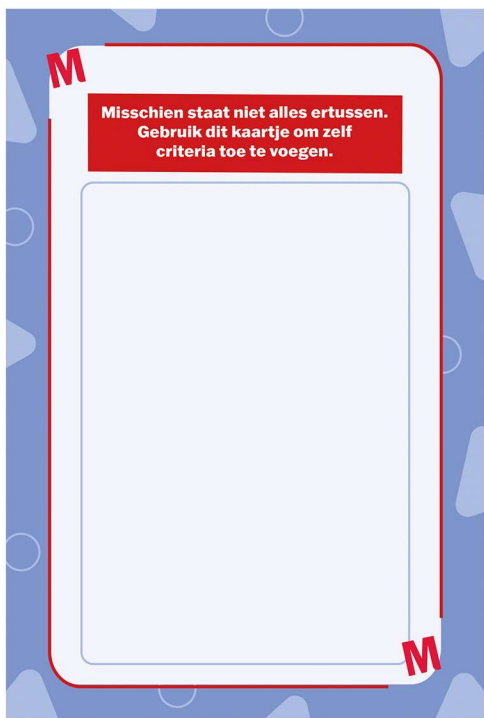 M
Misschien staat niet alles ertussen.
Gebruik dit kaartje om zelf
criteria toe te voegen.
M